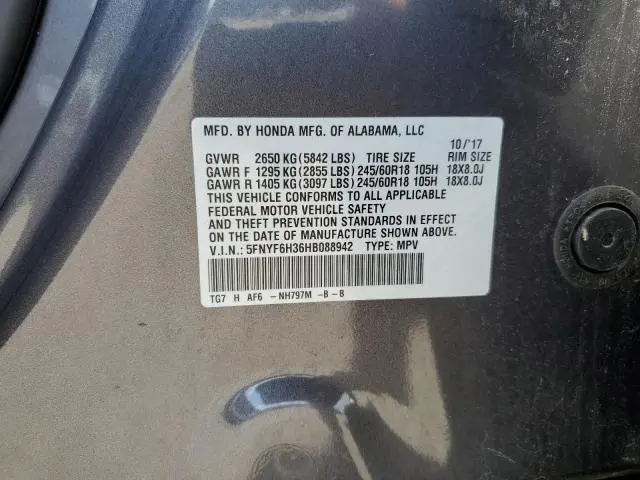 MFD. BY HONDA MFG. OF ALABAMA, LLC
10/'17
GVWR 2650 KG (5842 LBS) TIRE SIZE RIM SIZE
GAWR F 1295 KG (2855 LBS) 245/60R18 105H 18X8.0J
GAWR R 1405 KG (3097 LBS) 245/60R18 105H 18X8.0J
THIS VEHICLE CONFORMS TO ALL APPLICABLE
FEDERAL MOTOR VEHICLE SAFETY
AND THEFT PREVENTION STANDARDS IN EFFECT
ON THE DATE OF MANUFACTURE SHOWN ABOVE.
V.I.N.: 5FNYF6H36HB088942 TYPE: MPV
TG7 H AF6 -NH797M -B -B